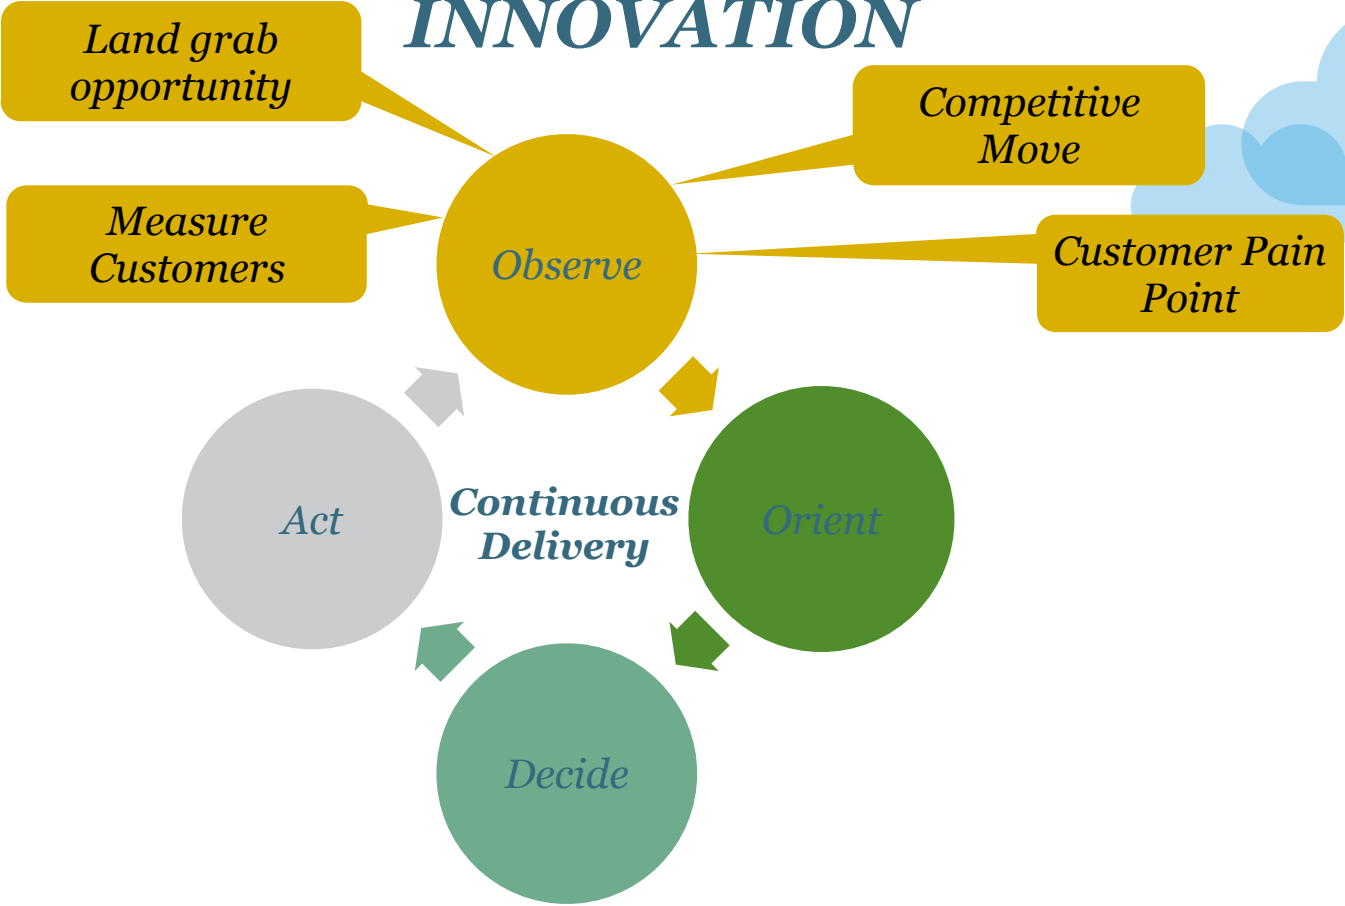 INNOVATION
Land grab
opportunity
Competitive
Move
Measure
Customers
Observe
Customer Pain
Point
Act
Continuous
Delivery
Orient
Decide